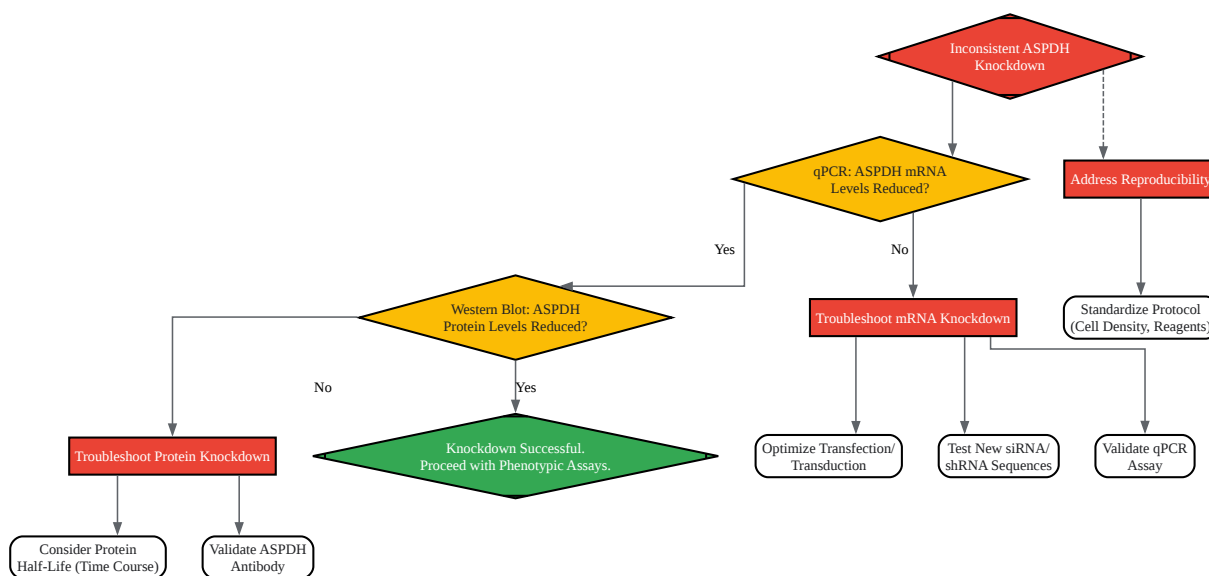 Inconsistent ASPDH
Knockdown
qPCR: ASPDH mRNA
Levels Reduced?
Address Reproducibility
Yes
No
Western Blot: ASPDH
Protein Levels Reduced?
Troubleshoot mRNA Knockdown
Standardize Protocol
(Cell Density, Reagents)
No
Yes
Troubleshoot Protein Knockdown
Knockdown Successful.
Proceed with Phenotypic Assays.
Optimize Transfection/
Transduction
Test New siRNA/
shRNA Sequences
Validate qPCR
Assay
Consider Protein
Half-Life (Time Course)
Validate ASPDH
Antibody